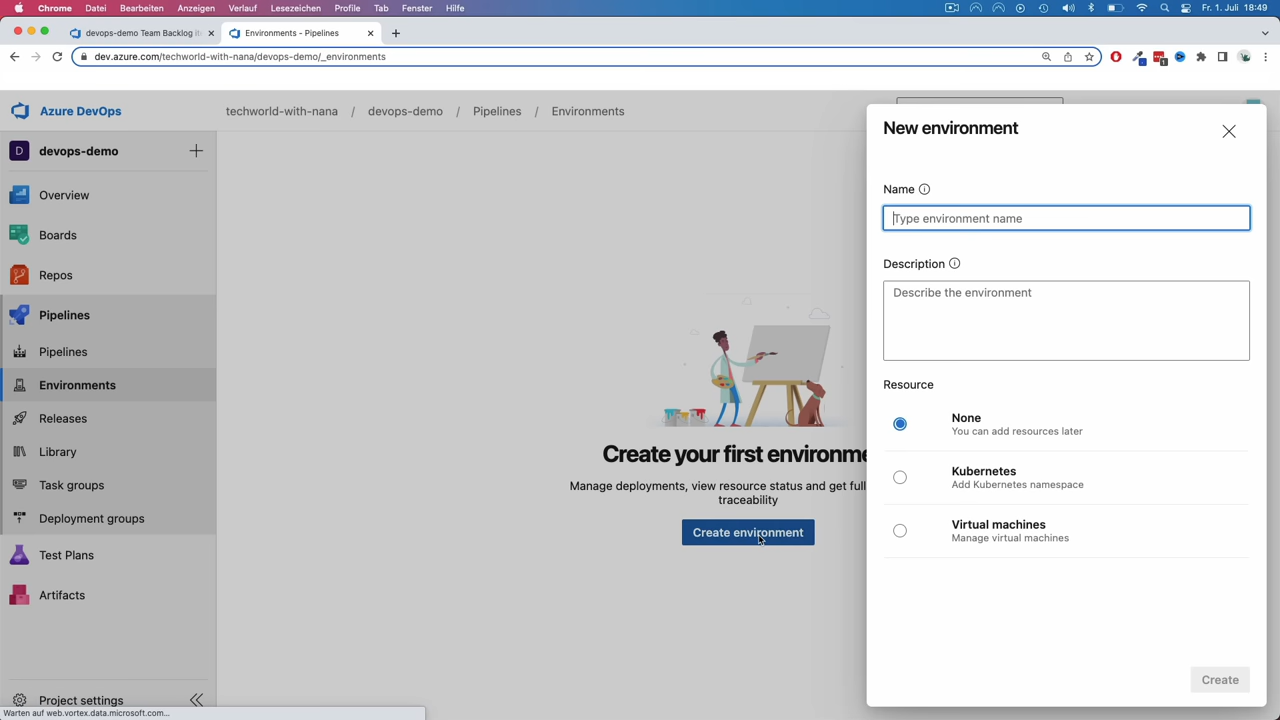 Chrome Datei Bearbeiten Anzeigen Verlauf Lesezeichen Profile Tab Fenster Hilfe Fr. 1. Juli 18:49
devops-demo Team Backlog Environments - Pipelines
dev.azure.com/techworld-with-nana/devops-demo/_environments
Azure DevOps techworld-with-nana / devops-demo / Pipelines / Environments
D devops-demo
Overview
Boards
Repos
Pipelines
Pipelines
Environments
Releases
Library
Task groups
Deployment groups
Test Plans
Artifacts
Project settings
Warten auf web.vortex.data.microsoft.com...
Create your first environme
Manage deployments, view resource status and get full
traceability
Create environment
New environment
Name
Type environment name
Description
Describe the environment
Resource
None
You can add resources later
Kubernetes
Add Kubernetes namespace
Virtual machines
Manage virtual machines
Create